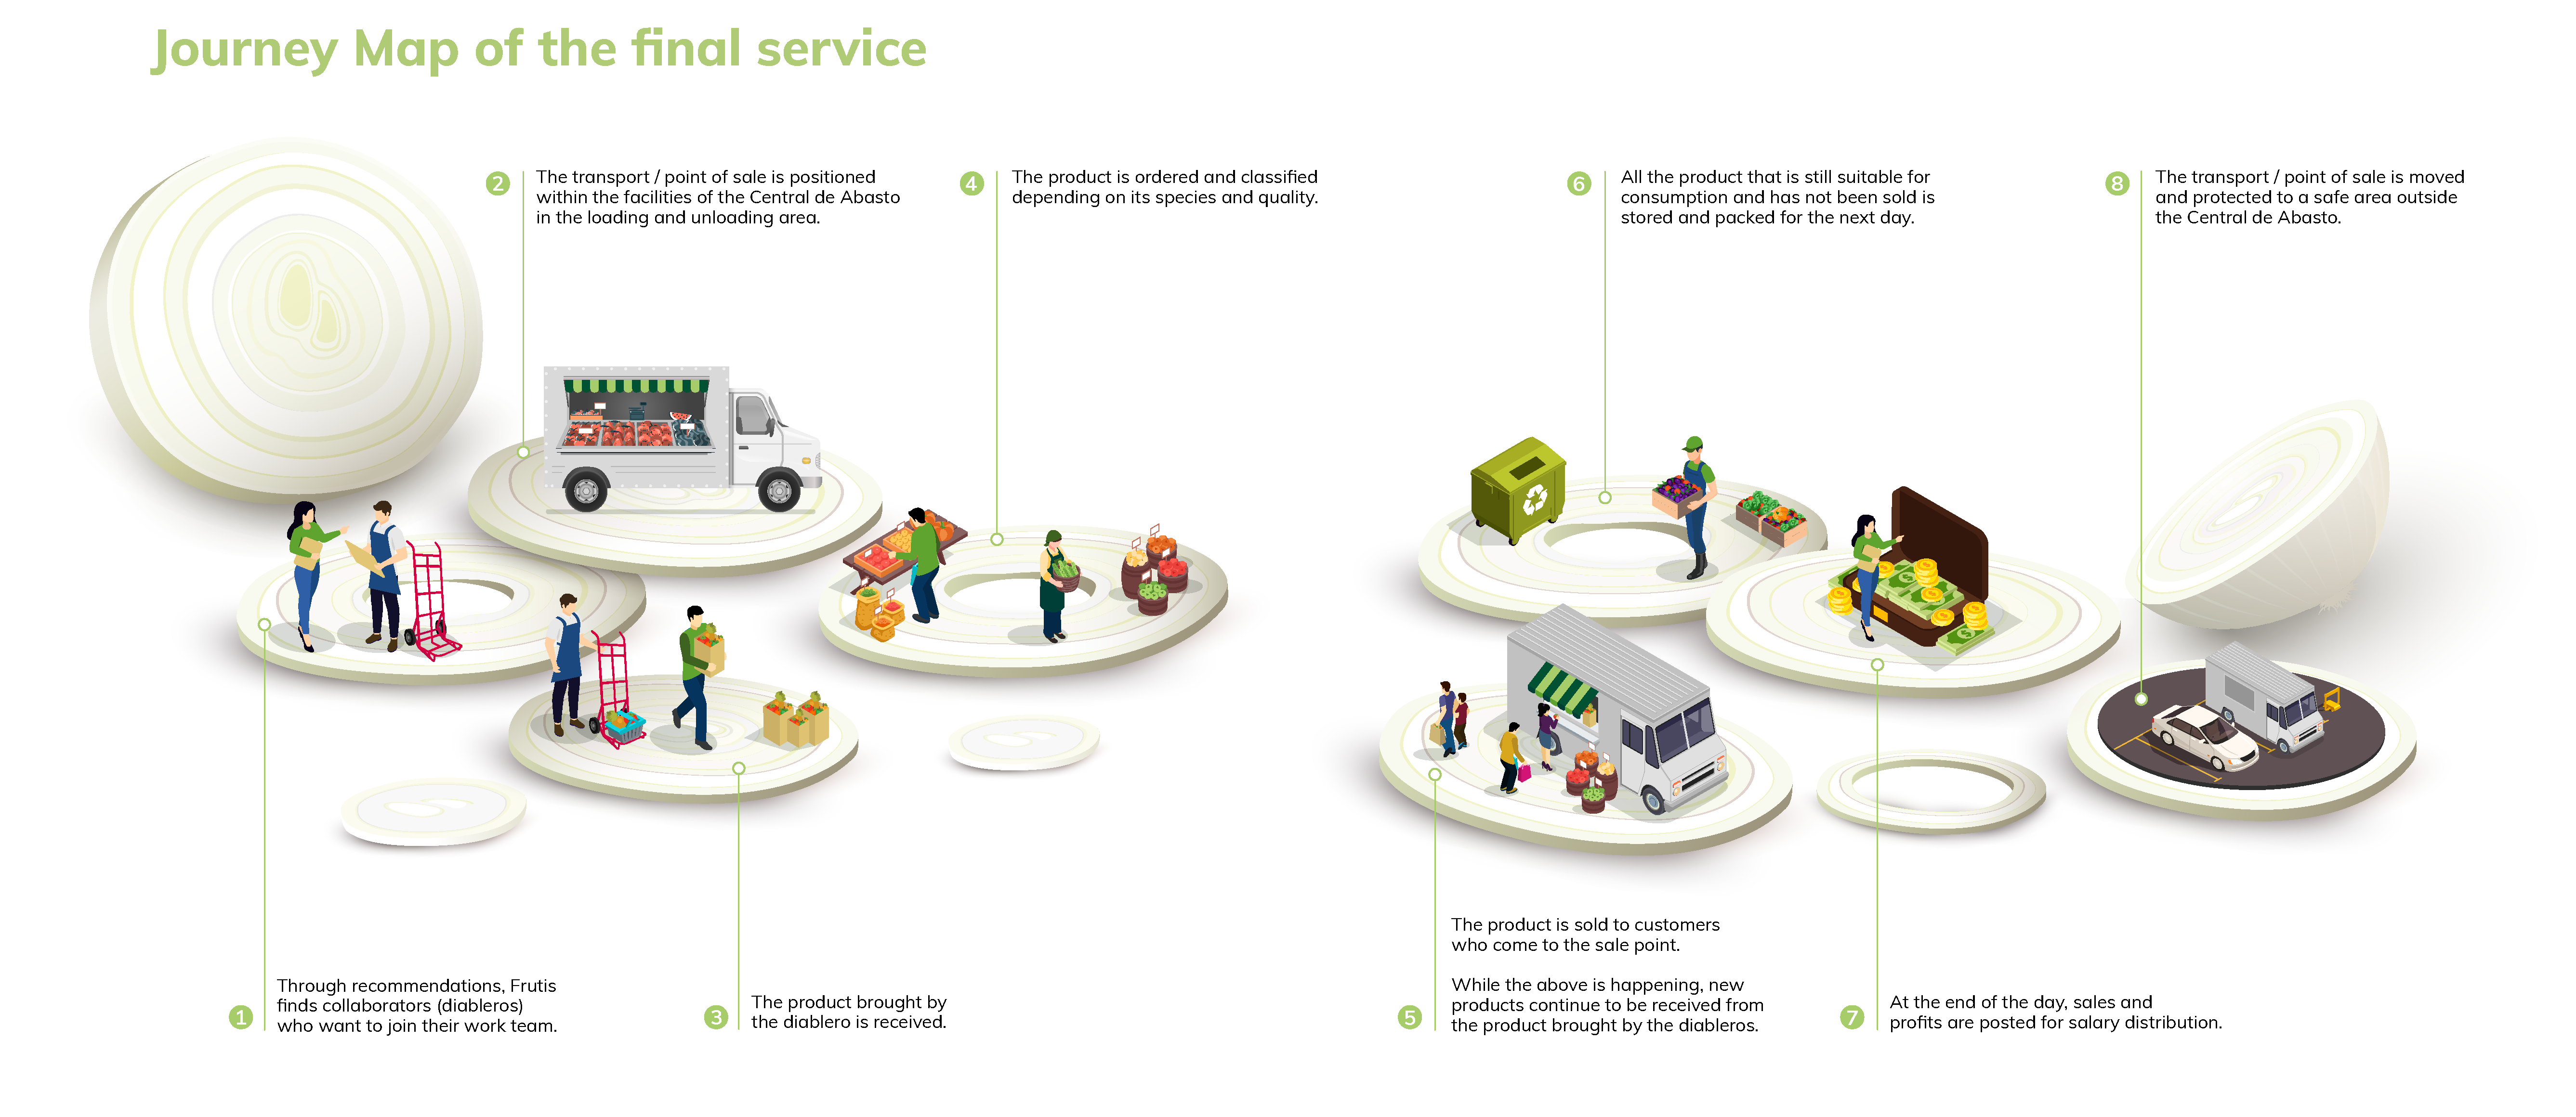 Journey Map of the final service
1
Through recommendations, Frutis
finds collaborators (diableros)
who want to join their work team.
2
The transport / point of sale is positioned
within the facilities of the Central de Abasto
in the loading and unloading area.
3
The product brought by
the diablero is received.
4
The product is ordered and classified
depending on its species and quality.
5
The product is sold to customers
who come to the sale point.
While the above is happening, new
products continue to be received from
the product brought by the diableros.
6
All the product that is still suitable for
consumption and has not been sold is
stored and packed for the next day.
7
At the end of the day, sales and
profits are posted for salary distribution.
8
The transport / point of sale is moved
and protected to a safe area outside
the Central de Abasto.